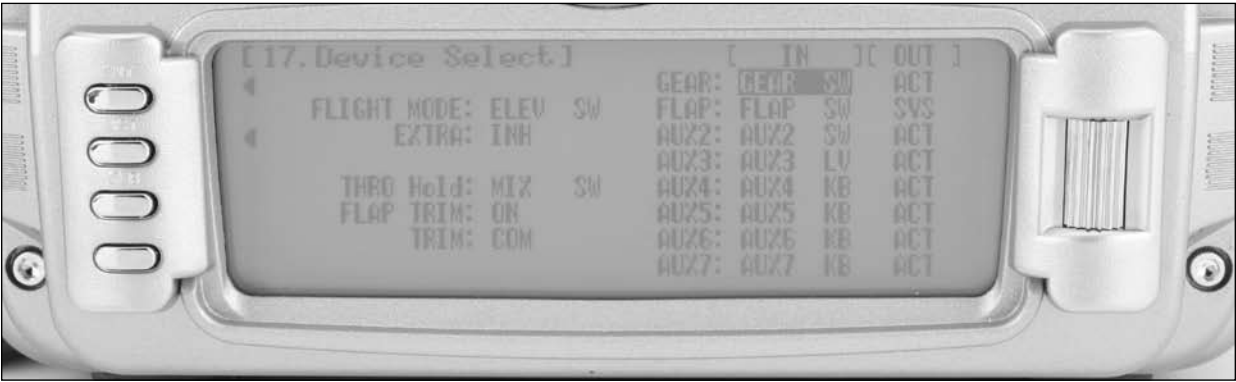 [17.Device Select]
[ IN ][ OUT ]
GEAR: GEAR SW ACT
FLIGHT MODE: ELEV SW
FLAP: FLAP SW SYS
EXTRA: INH
AUX2: AUX2 SW ACT
AUX3: AUX3 LV ACT
THRO Hold: MIX SW
AUX4: AUX4 KB ACT
FLAP TRIM: ON
AUX5: AUX5 KB ACT
TRIM: COM
AUX6: AUX6 KB ACT
AUX7: AUX7 KB ACT